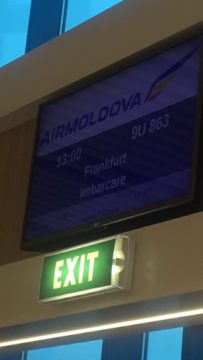 AIRMOLDOVA
13:00 9U 863
Frankfurt
Imbarcare
EXIT